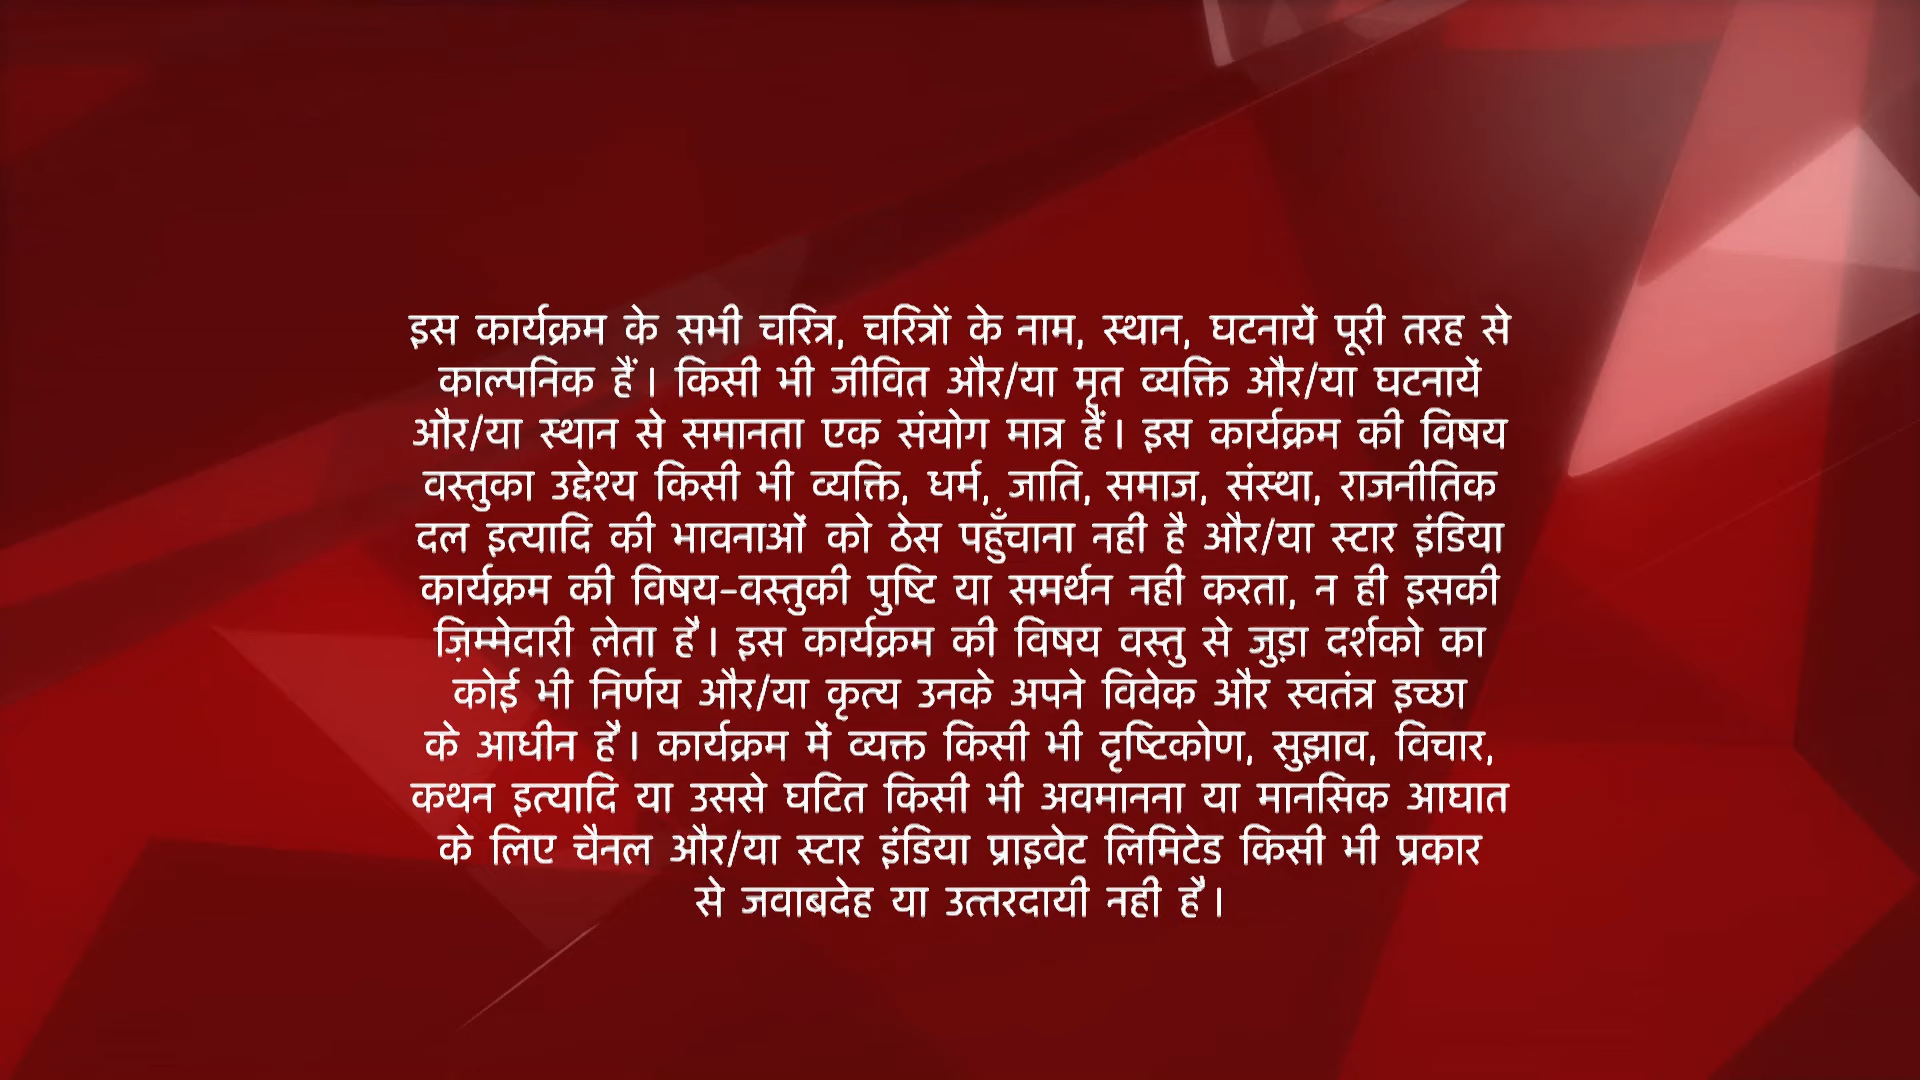 इस कार्यक्रम के सभी चरित्र, चरित्रों के नाम, स्थान, घटनायें पूरी तरह से
काल्पनिक हैं। किसी भी जीवित और/या मृत व्यक्ति और/या घटनायें
और/या स्थान से समानता एक संयोग मात्र हैं। इस कार्यक्रम की विषय
वस्तुका उद्देश्य किसी भी व्यक्ति, धर्म, जाति, समाज, संस्था, राजनीतिक
दल इत्यादि की भावनाओं को ठेस पहुँचाना नही है और/या स्टार इंडिया
कार्यक्रम की विषय-वस्तुकी पुष्टि या समर्थन नहीं करता, न ही इसकी
ज़िम्मेदारी लेता है। इस कार्यक्रम की विषय वस्तु से जुड़ा दर्शको का
कोई भी निर्णय और/या कृत्य उनके अपने विवेक और स्वतंत्र इच्छा
के आधीन है। कार्यक्रम में व्यक्त किसी भी दृष्टिकोण, सुझाव, विचार,
कथन इत्यादि या उससे घटित किसी भी अवमानना या मानसिक आघात
के लिए चैनल और/या स्टार इंडिया प्राइवेट लिमिटेड किसी भी प्रकार
से जवाबदेह या उत्तरदायी नही है।